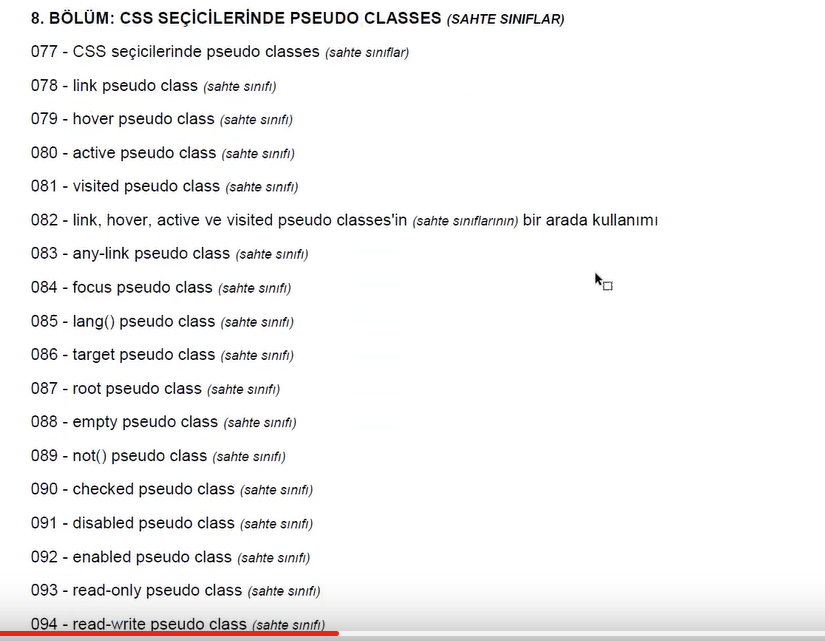 8. BÖLÜM: CSS SEÇİCİLERİNDE PSEUDO CLASSES (SAHTE SINIFLAR)
077 - CSS seçicilerinde pseudo classes (sahte sınıflar)
078 - link pseudo class (sahte sınıfı)
079 - hover pseudo class (sahte sınıfı)
080 - active pseudo class (sahte sınıfı)
081 - visited pseudo class (sahte sınıfı)
082 - link, hover, active ve visited pseudo classes'in (sahte sınıflarının) bir arada kullanımı
083 - any-link pseudo class (sahte sınıfı)
084 - focus pseudo class (sahte sınıfı)
085 - lang() pseudo class (sahte sınıfı)
086 - target pseudo class (sahte sınıfı)
087 - root pseudo class (sahte sınıfı)
088 - empty pseudo class (sahte sınıfı)
089 - not() pseudo class (sahte sınıfı)
090 - checked pseudo class (sahte sınıfı)
091 - disabled pseudo class (sahte sınıfı)
092 - enabled pseudo class (sahte sınıfı)
093 - read-only pseudo class (sahte sınıfı)
094 - read-write pseudo class (sahte sınıfı)